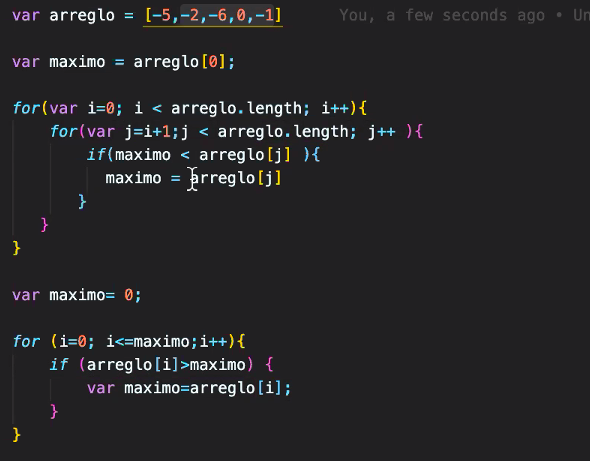 var arreglo = [-5,-2,-6,0,-1] You, a few seconds ago • Un
var maximo = arreglo[0];
for(var i=0; i < arreglo.length; i++){
for(var j=i+1;j < arreglo.length; j++ ){
if(maximo < arreglo[j] ){
maximo = arreglo[j]
}
}
}
var maximo= 0;
for (i=0; i<=maximo;i++){
if (arreglo[i]>maximo) {
var maximo=arreglo[i];
}
}